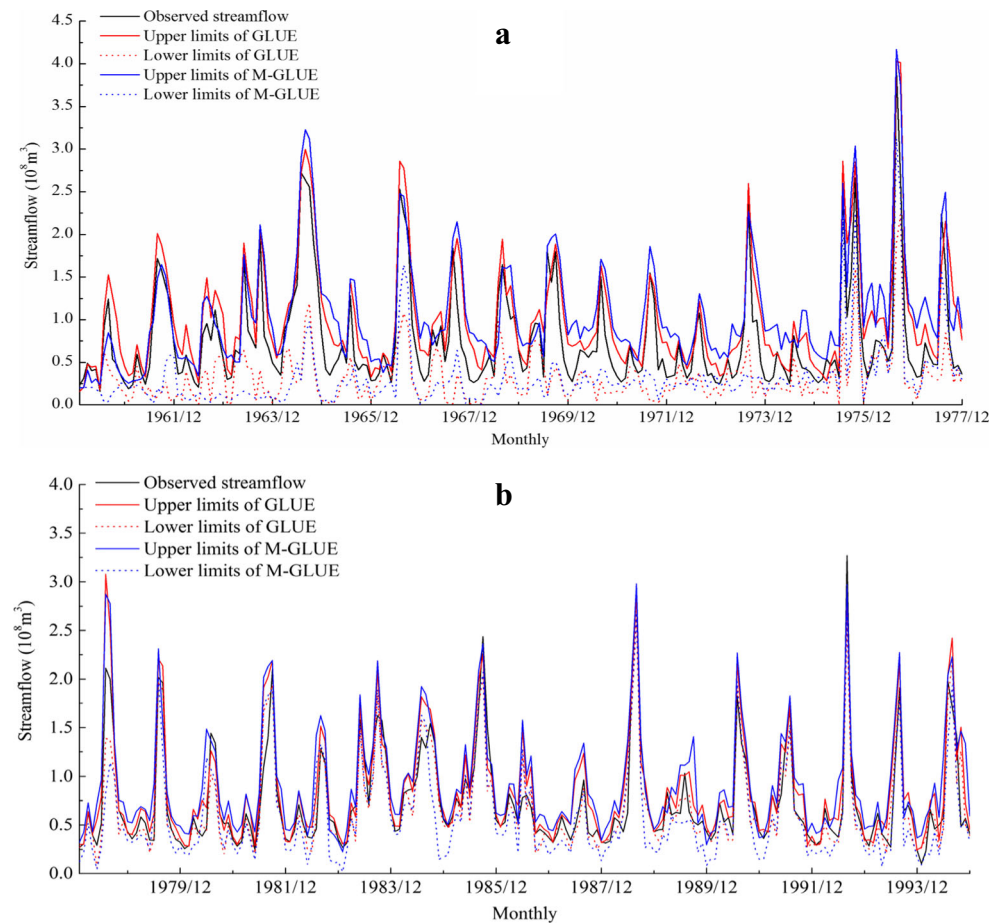 a
Observed streamflow
Upper limits of GLUE
Lower limits of GLUE
Upper limits of M-GLUE
Lower limits of M-GLUE
4.5
4.0
3.5
3.0
2.5
2.0
1.5
1.0
0.5
0.0
Streamflow (10⁸m³)
1961/12 1963/12 1965/12 1967/12 1969/12 1971/12 1973/12 1975/12 1977/12
Monthly
b
Observed streamflow
Upper limits of GLUE
Lower limits of GLUE
Upper limits of M-GLUE
Lower limits of M-GLUE
4.0
3.5
3.0
2.5
2.0
1.5
1.0
0.5
0.0
Streamflow (10⁸m³)
1979/12 1981/12 1983/12 1985/12 1987/12 1989/12 1991/12 1993/12
Monthly